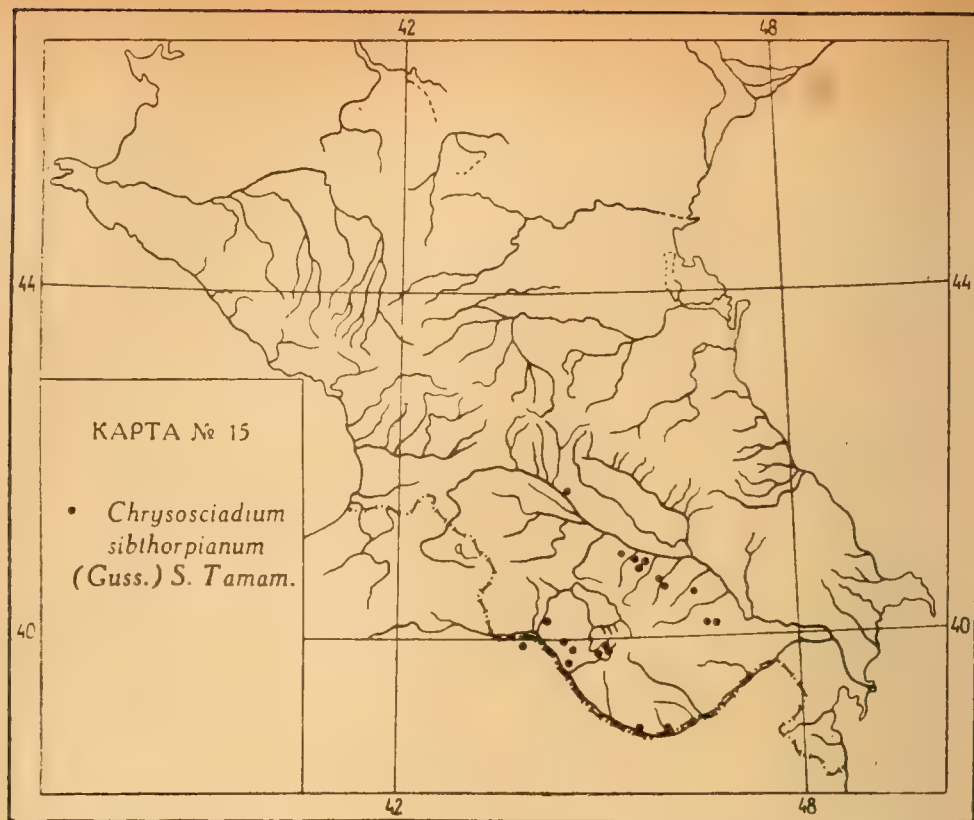 42 48
44 44
КАРТА № 15
• Chrysosciadium
sibthorpianum
(Guss.) S. Tamam.
40 40
42 48